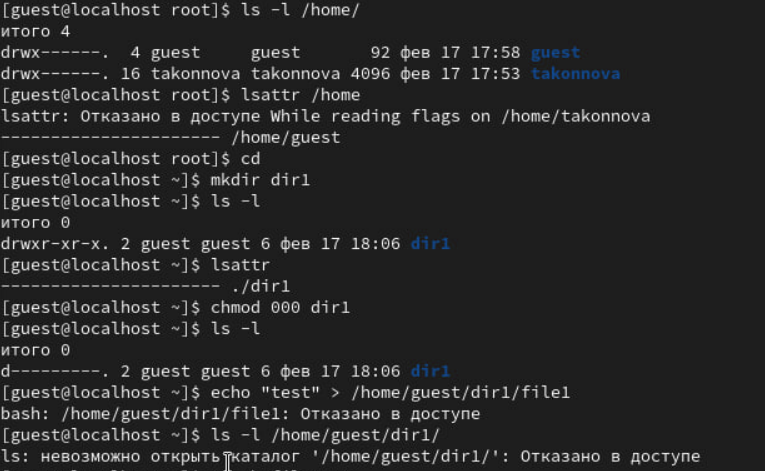 [guest@localhost root]$ ls -l /home/
итого 4
drwx------.  4 guest     guest       92 фев 17 17:58 guest
drwx------. 16 takonnova takonnova 4096 фев 17 17:53 takonnova
[guest@localhost root]$ lsattr /home
lsattr: Отказано в доступе While reading flags on /home/takonnova
---------------------- /home/guest
[guest@localhost root]$ cd
[guest@localhost ~]$ mkdir dir1
[guest@localhost ~]$ ls -l
итого 0
drwxr-xr-x. 2 guest guest 6 фев 17 18:06 dir1
[guest@localhost ~]$ lsattr
---------------------- ./dir1
[guest@localhost ~]$ chmod 000 dir1
[guest@localhost ~]$ ls -l
итого 0
d---------. 2 guest guest 6 фев 17 18:06 dir1
[guest@localhost ~]$ echo "test" > /home/guest/dir1/file1
bash: /home/guest/dir1/file1: Отказано в доступе
[guest@localhost ~]$ ls -l /home/guest/dir1/
ls: невозможно открыть каталог '/home/guest/dir1/': Отказано в доступе